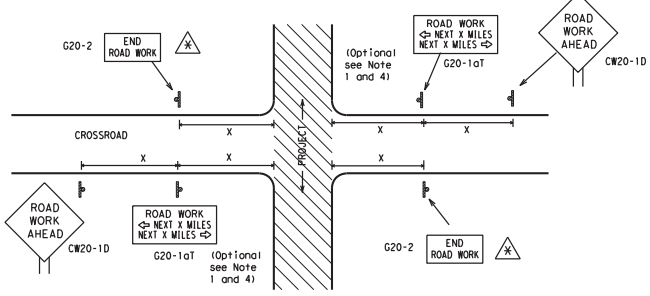 ROAD
WORK
AHEAD
CW20-1D
ROAD WORK
⇦ NEXT X MILES
NEXT X MILES ⇨
G20-1aT
(Optional
see Note
1 and 4)
G20-2
END
ROAD WORK
*
X
X
X
CROSSROAD
PROJECT
X
X
X
ROAD
WORK
AHEAD
CW20-1D
ROAD WORK
⇦ NEXT X MILES
NEXT X MILES ⇨
G20-1aT
(Optional
see Note
1 and 4)
G20-2
END
ROAD WORK
*